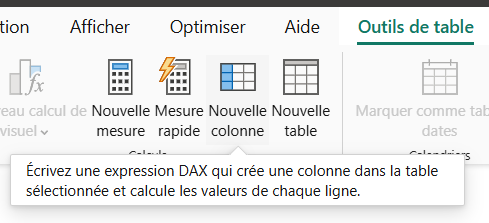 tion Afficher Optimiser Aide Outils de table
eau calcul de visuel
Nouvelle mesure
Mesure rapide
Nouvelle colonne
Nouvelle table
Marquer comme tab
dates
Calculs
Calendriers
Écrivez une expression DAX qui crée une colonne dans la table
sélectionnée et calcule les valeurs de chaque ligne.